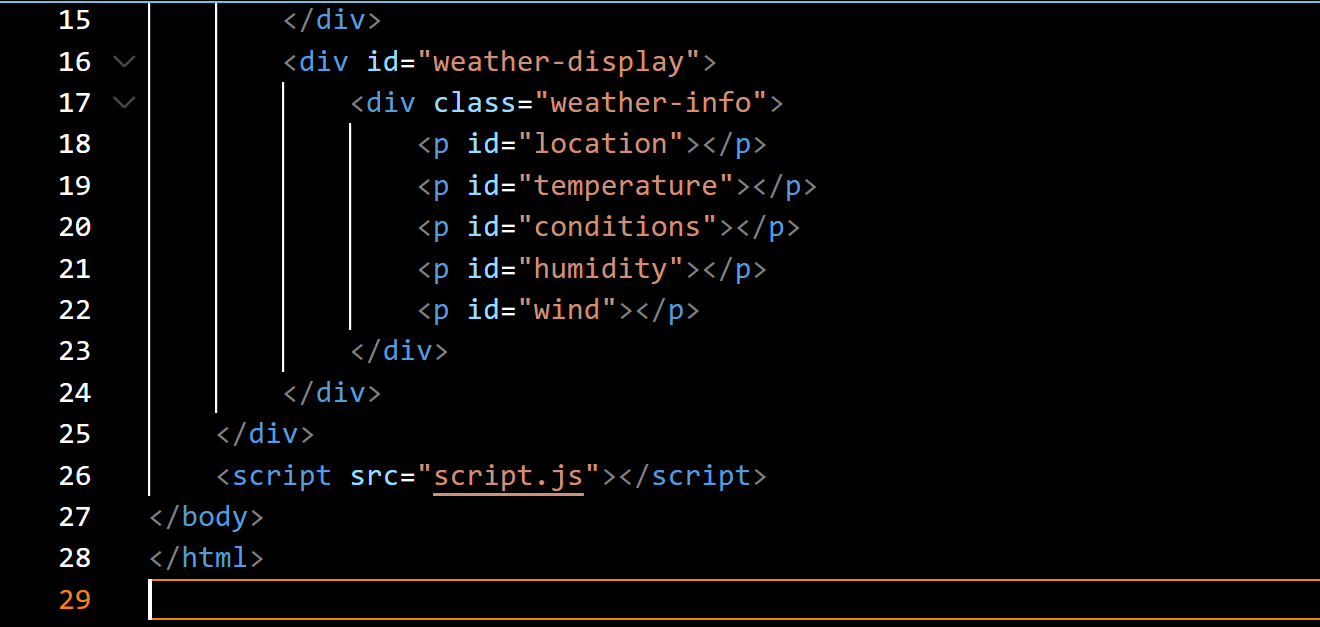 15 </div>
16 <div id="weather-display">
17 <div class="weather-info">
18 <p id="location"></p>
19 <p id="temperature"></p>
20 <p id="conditions"></p>
21 <p id="humidity"></p>
22 <p id="wind"></p>
23 </div>
24 </div>
25 </div>
26 <script src="script.js"></script>
27 </body>
28 </html>
29